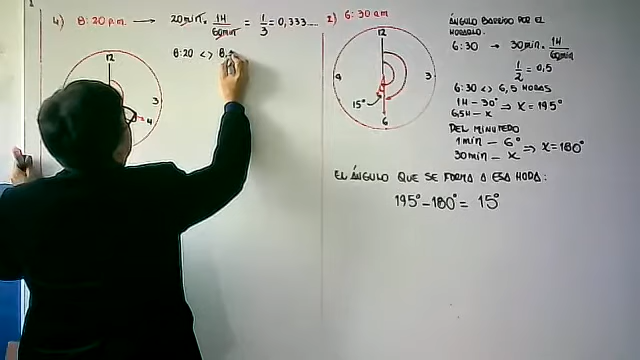 4) 8:20 p.m. → 20min. 1H/60min = 1/3 = 0,333....
8:20 <> 8,
12
3
4
2) 6:30 am
12
9
3
15°
6
ÁNGULO BARRIDO POR EL
HORARIO.
6:30 → 30min. 1H/60min
1/2 = 0,5
6:30 <> 6,5 HORAS
1H — 30° ⇒ x = 195°
6,5H — x
DEL MINUTERO
1min — 6° ⇒ x = 180°
30min — x
EL ÁNGULO QUE SE FORMA A ESA HORA:
195° - 180° = 15°